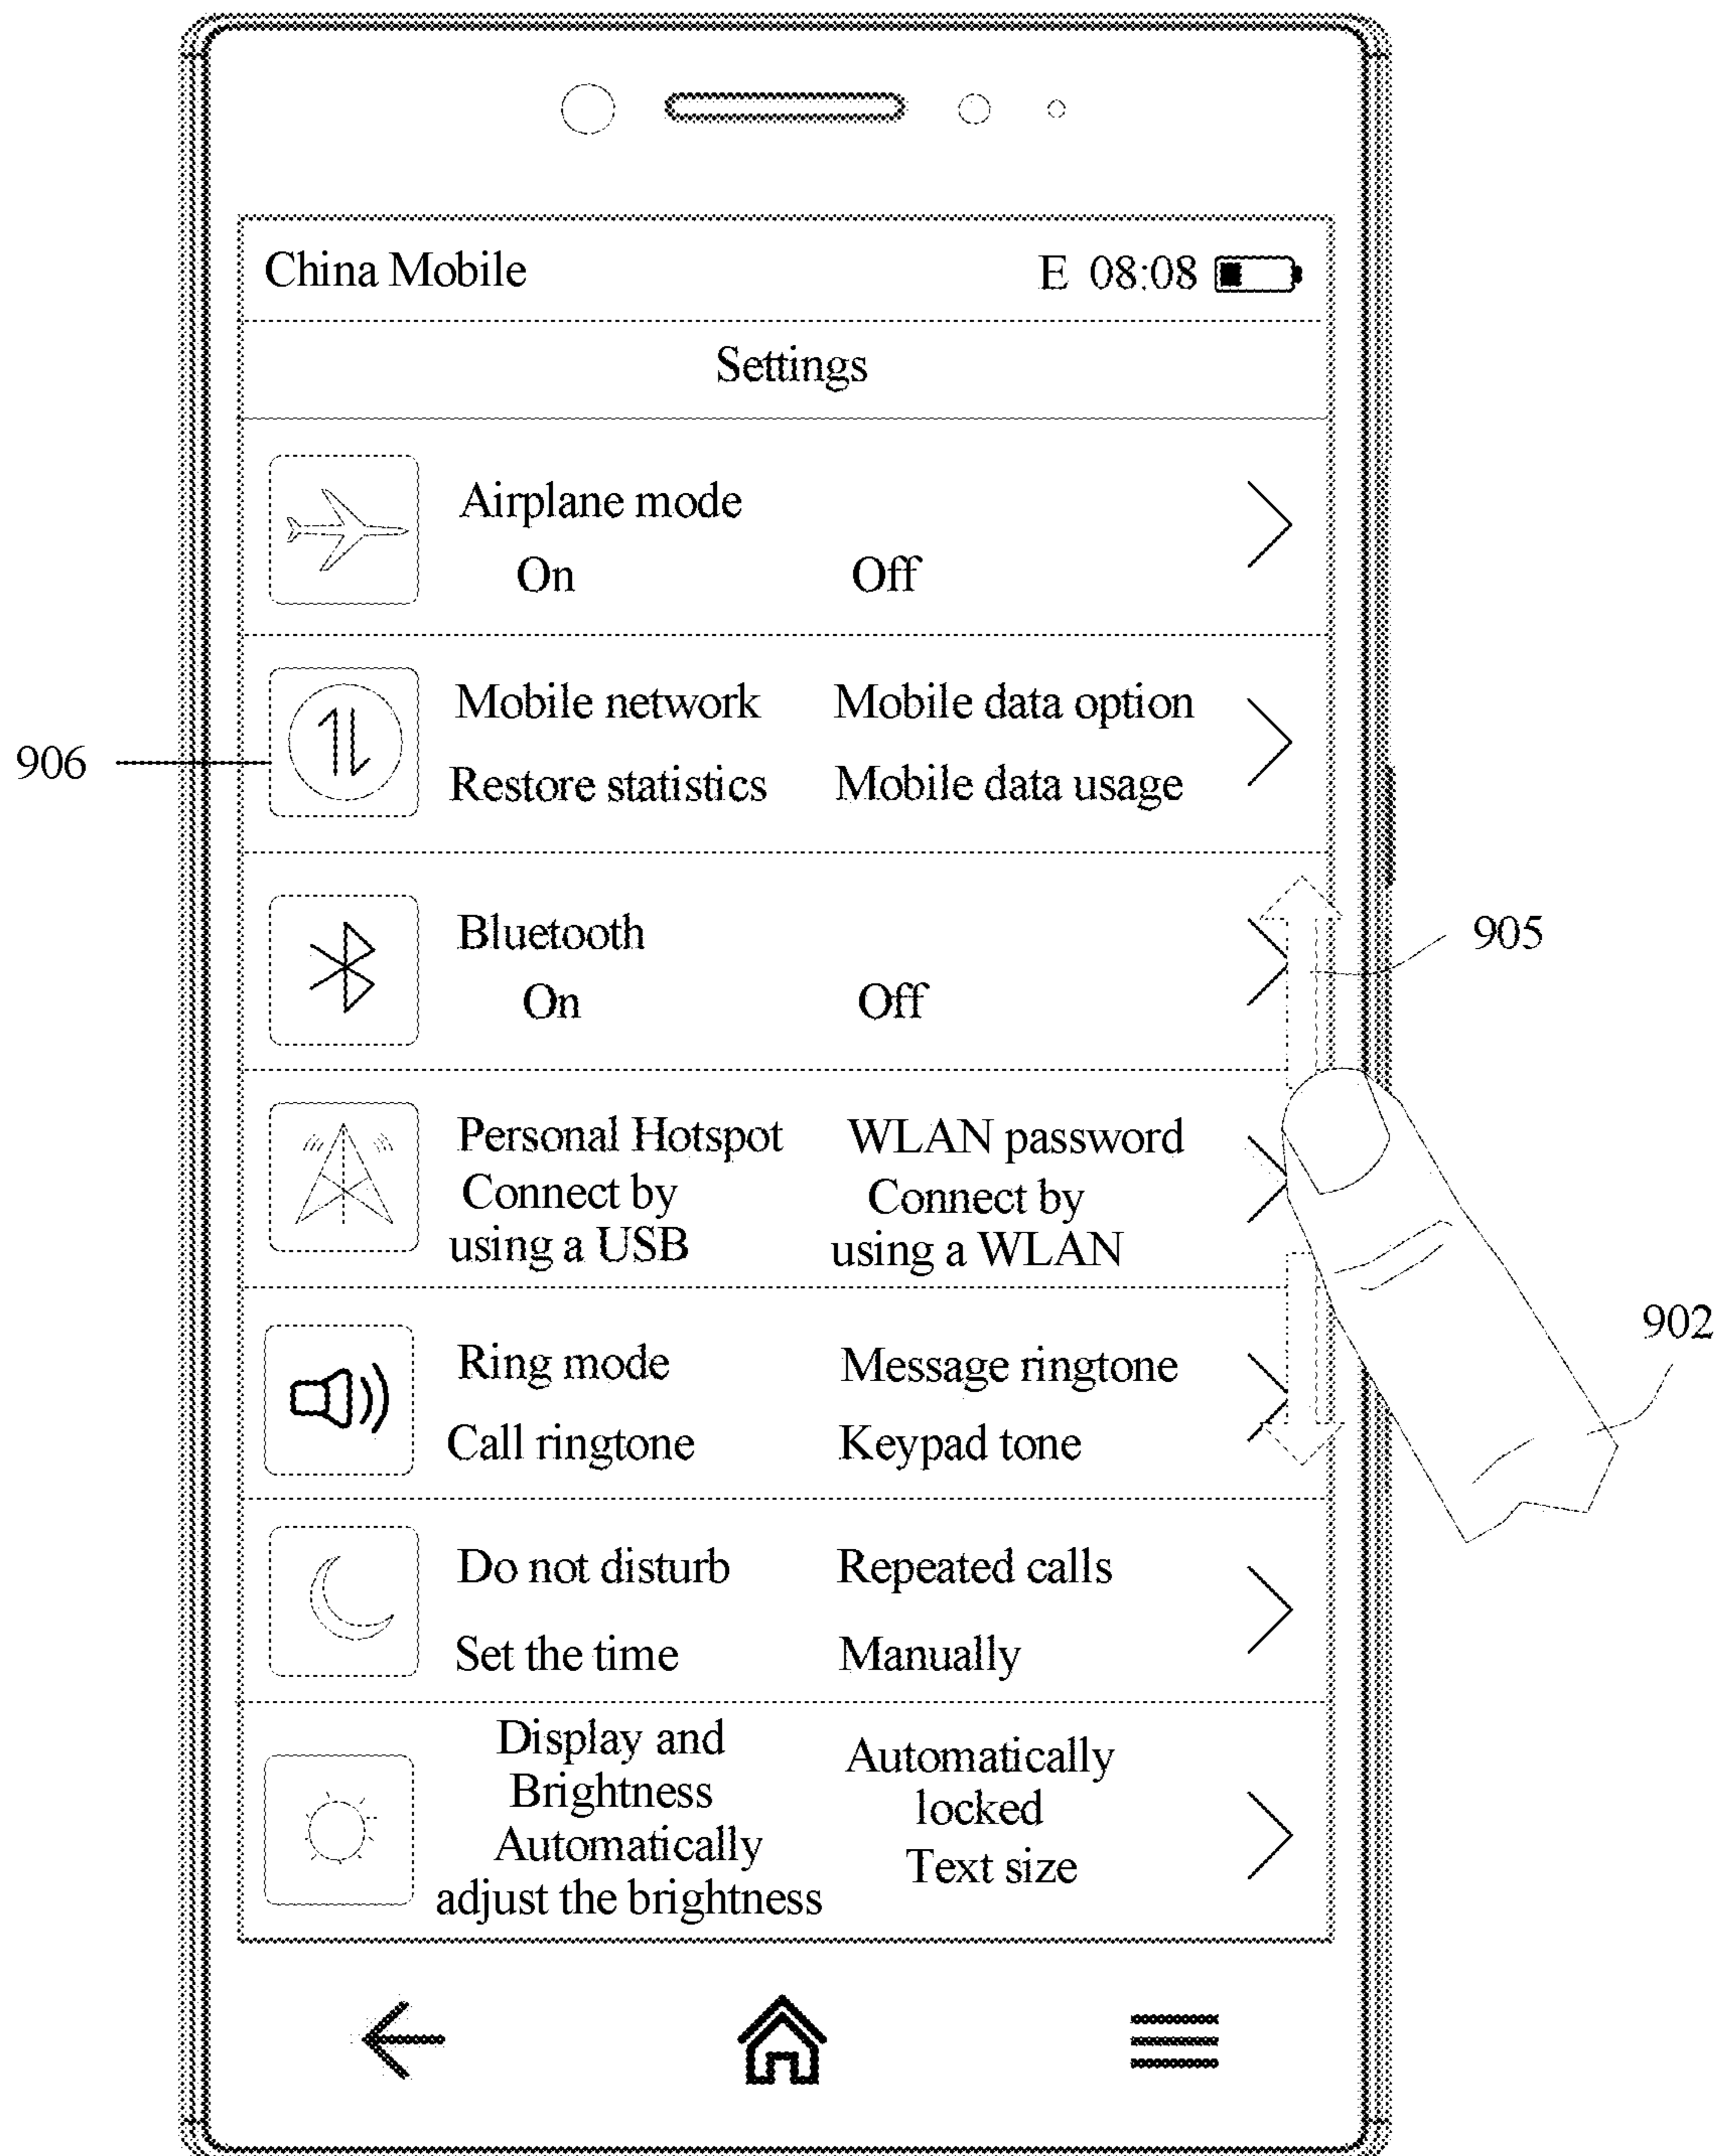 China Mobile E 08:08
Settings
Airplane mode
On Off
Mobile network Mobile data option
906
Restore statistics Mobile data usage
Bluetooth
905
On Off
Personal Hotspot WLAN password
Connect by Connect by
using a USB using a WLAN
902
Ring mode Message ringtone
Call ringtone Keypad tone
Do not disturb Repeated calls
Set the time Manually
Display and
Brightness
Automatically
adjust the brightness
Automatically
locked
Text size